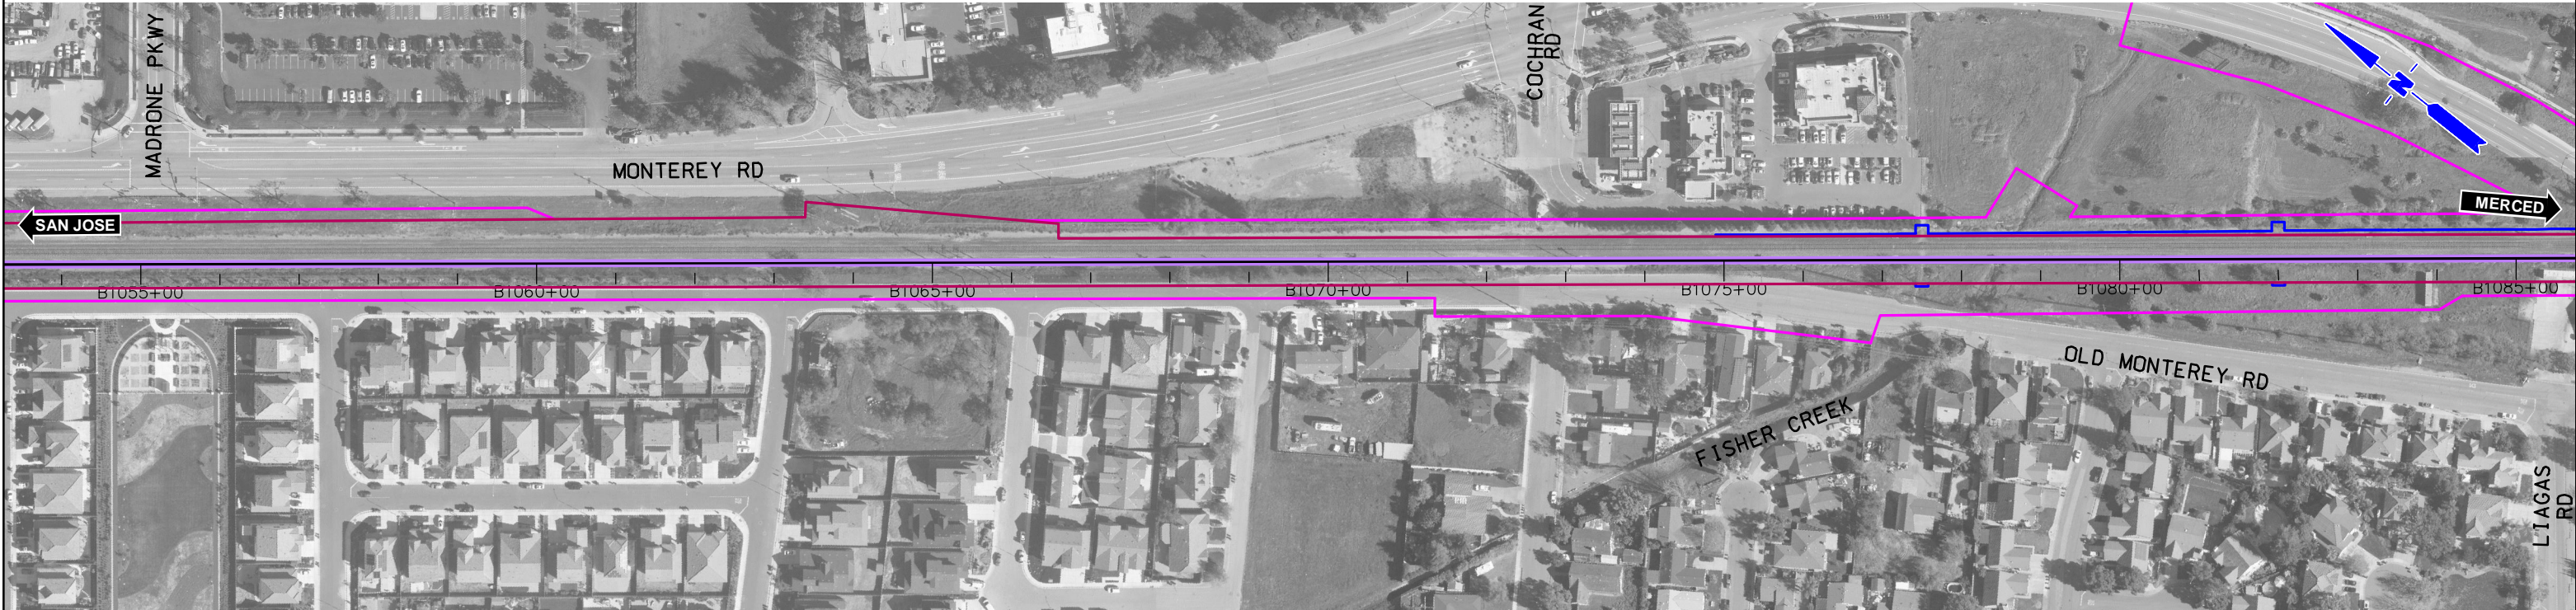 MADRONE PKWY
COCHRAN
RD
N
MONTEREY RD
SAN JOSE
MERCED
B1055+00
B1060+00
B1065+00
B1070+00
B1075+00
B1080+00
B1085+00
OLD MONTEREY RD
FISHER CREEK
LIAGAS
RD